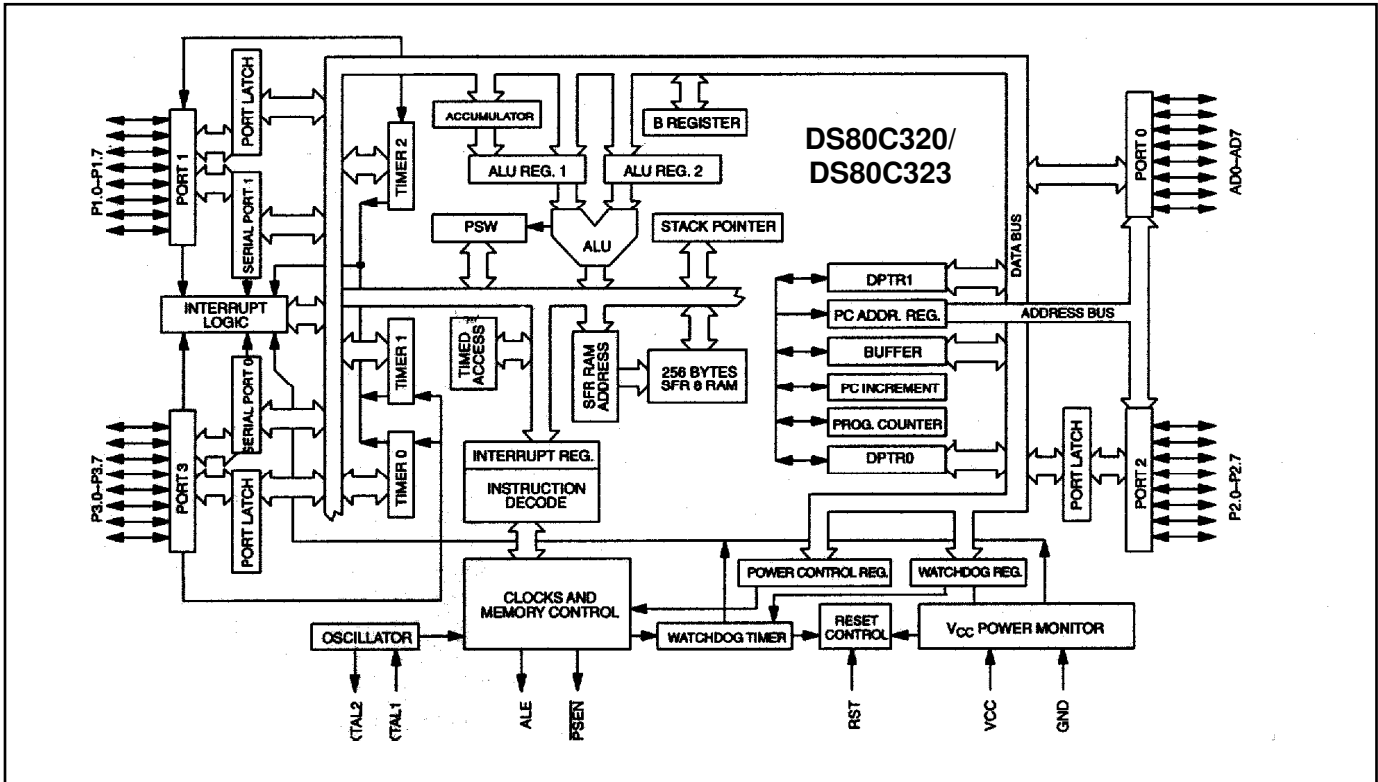 PORT LATCH
P1.0–P1.7
PORT 1
SERIAL PORT 1
TIMER 2
ACCUMULATOR
B REGISTER
DS80C320/
DS80C323
ALU REG. 1
ALU REG. 2
PSW
ALU
STACK POINTER
PORT 0
AD0–AD7
DATA BUS
INTERRUPT
LOGIC
DPTR1
PC ADDR. REG.
ADDRESS BUS
BUFFER
PC INCREMENT
PROG. COUNTER
DPTR0
TIMER 1
TIMED
ACCESS
SFR RAM
ADDRESS
256 BYTES
SFR 8 RAM
SERIAL PORT 0
P3.0–P3.7
PORT 3
PORT LATCH
TIMER 0
INTERRUPT REG.
INSTRUCTION
DECODE
PORT LATCH
PORT 2
P2.0–P2.7
POWER CONTROL REG.
WATCHDOG REG.
CLOCKS AND
MEMORY CONTROL
OSCILLATOR
WATCHDOG TIMER
RESET
CONTROL
VCC POWER MONITOR
XTAL2
XTAL1
ALE
PSEN
RST
VCC
GND